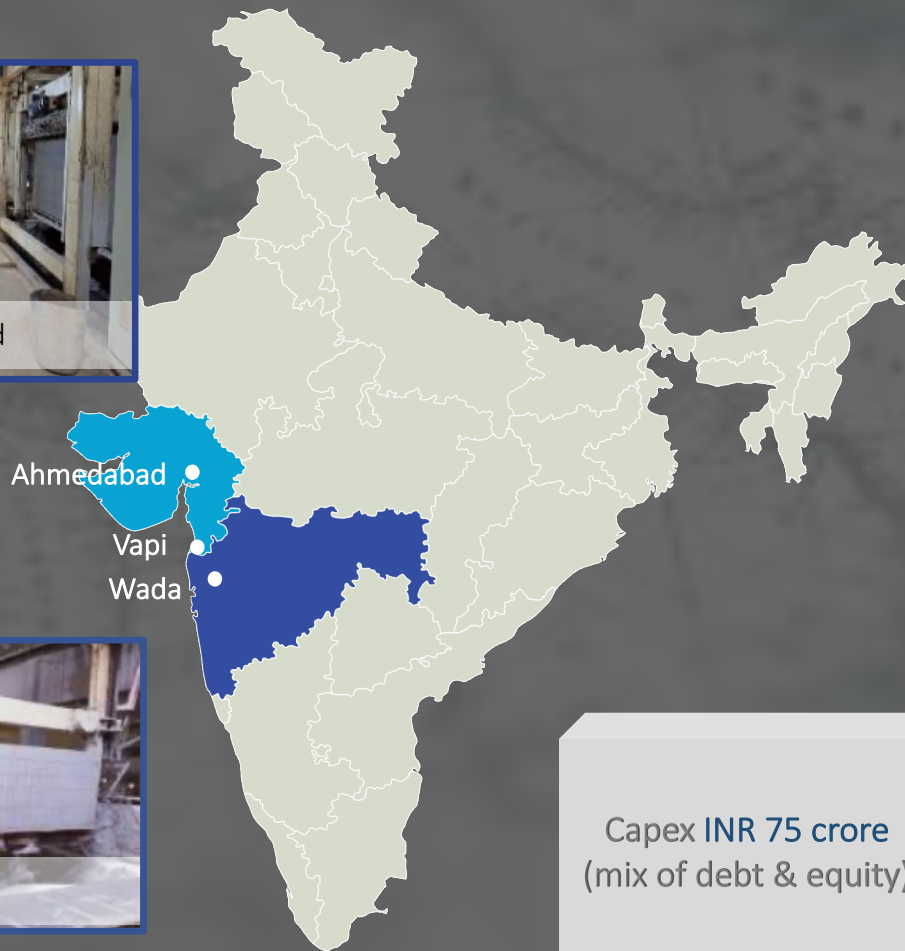 d
Ahmedabad
Vapi
Wada
Capex INR 75 crore
(mix of debt & equity)